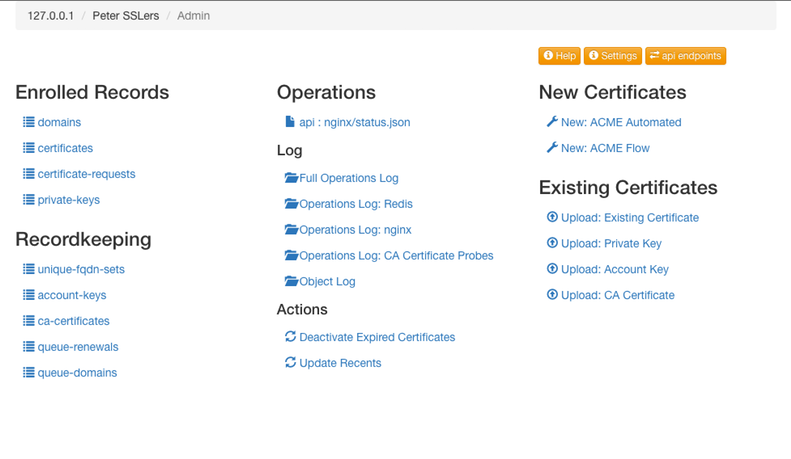 127.0.0.1 / Peter SSLers / Admin
Help Settings api endpoints
Enrolled Records
domains
certificates
certificate-requests
private-keys
Recordkeeping
unique-fqdn-sets
account-keys
ca-certificates
queue-renewals
queue-domains
Operations
api : nginx/status.json
Log
Full Operations Log
Operations Log: Redis
Operations Log: nginx
Operations Log: CA Certificate Probes
Object Log
Actions
Deactivate Expired Certificates
Update Recents
New Certificates
New: ACME Automated
New: ACME Flow
Existing Certificates
Upload: Existing Certificate
Upload: Private Key
Upload: Account Key
Upload: CA Certificate